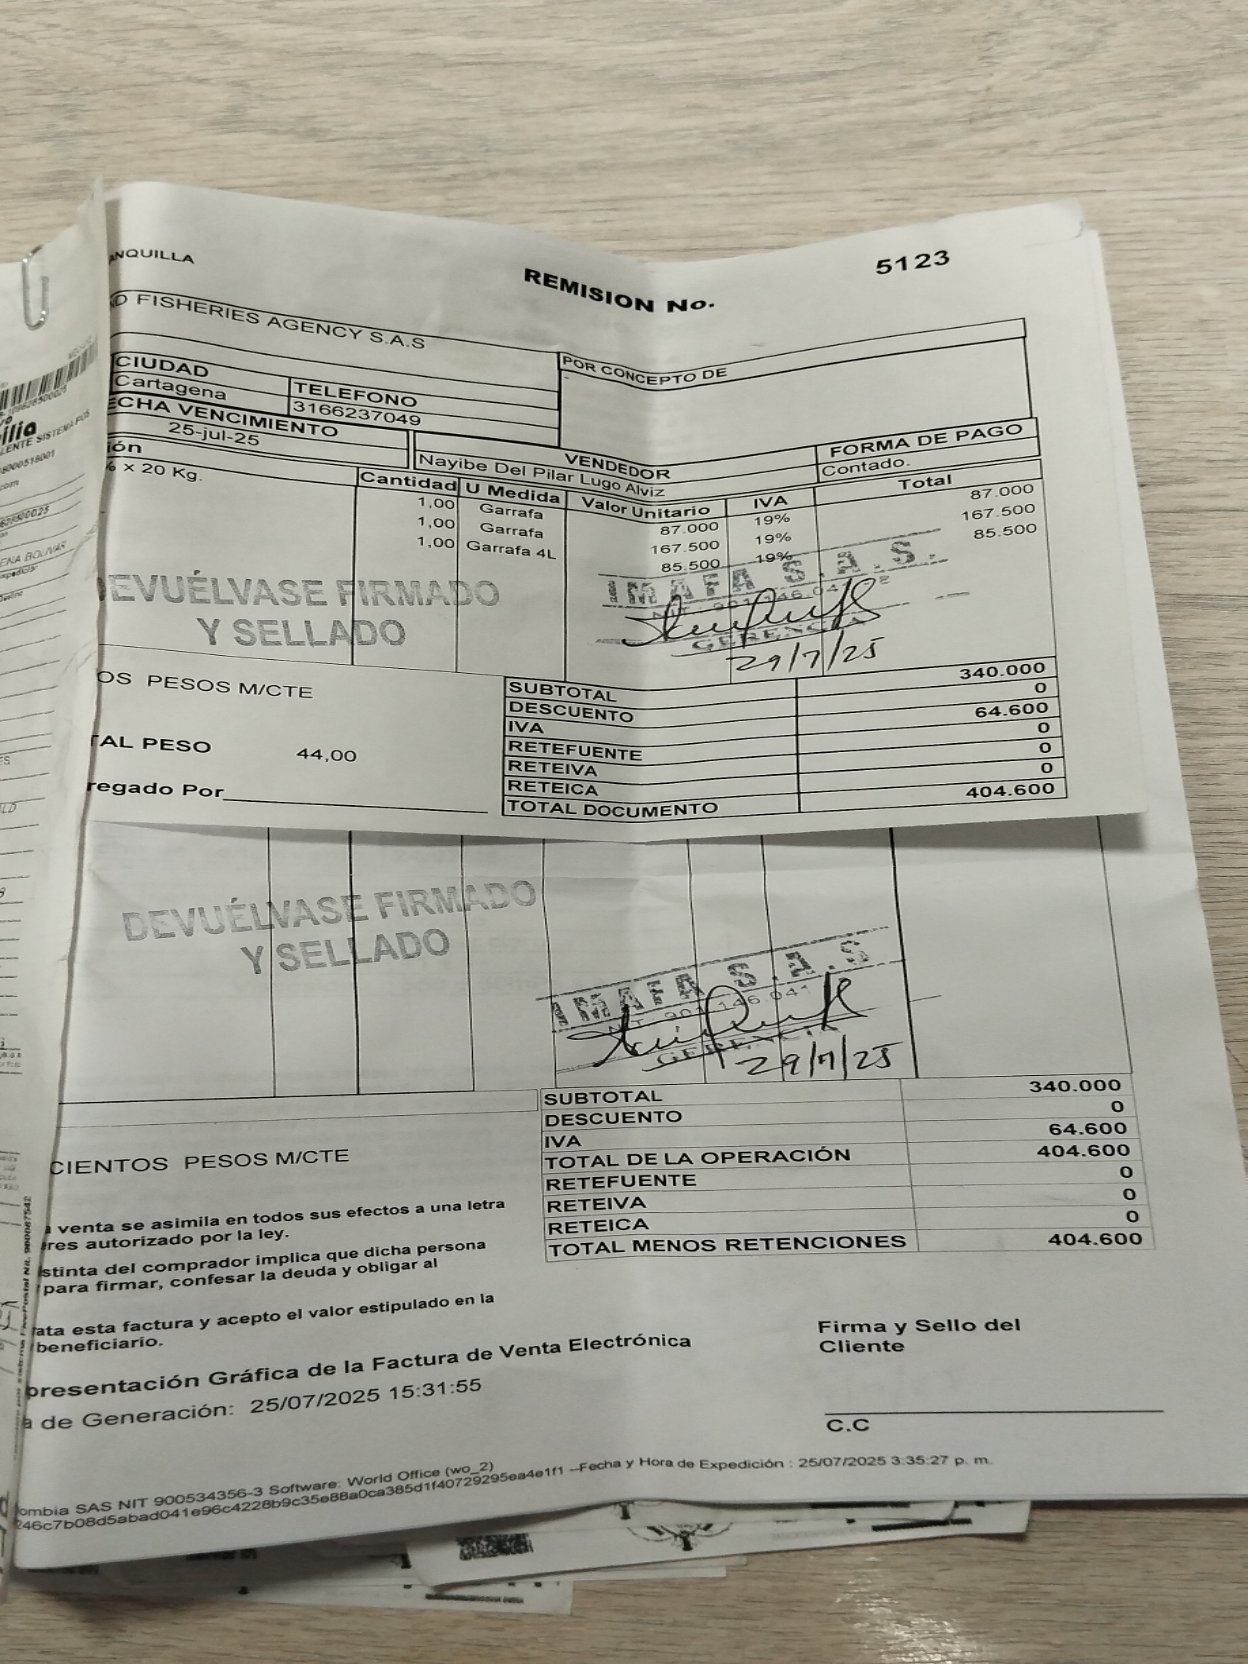 ANQUILLA
REMISION No. 5123
FISHERIES AGENCY S.A.S
POR CONCEPTO DE
CIUDAD TELEFONO
Cartagena 3166237049
ECHA VENCIMIENTO VENDEDOR FORMA DE PAGO
25-jul-25 Nayibe Del Pilar Lugo Alviz Contado.
ión Cantidad U Medida Valor Unitario IVA Total
% x 20 Kg. 1,00 Garrafa 87.000 19% 87.000
1,00 Garrafa 167.500 19% 167.500
1,00 Garrafa 4L 85.500 19% 85.500
DEVUÉLVASE FIRMADO
Y SELLADO
IMAFA S.A.S.
GERENCIA
29/7/25
OS PESOS M/CTE
SUBTOTAL 340.000
DESCUENTO 0
IVA 64.600
RETEFUENTE 0
RETEIVA 0
RETEICA 0
TOTAL DOCUMENTO 404.600
TAL PESO 44,00
regado Por
DEVUÉLVASE FIRMADO
Y SELLADO
IMAFA S.A.S
NIT. 901.146.041
GERENCIA
29/7/25
SUBTOTAL 340.000
DESCUENTO 0
IVA 64.600
TOTAL DE LA OPERACIÓN 404.600
RETEFUENTE 0
RETEIVA 0
RETEICA 0
TOTAL MENOS RETENCIONES 404.600
CIENTOS PESOS M/CTE
a venta se asimila en todos sus efectos a una letra
res autorizado por la ley.
stinta del comprador implica que dicha persona
para firmar, confesar la deuda y obligar al
ata esta factura y acepto el valor estipulado en la
beneficiario.
presentación Gráfica de la Factura de Venta Electrónica
a de Generación: 25/07/2025 15:31:55
Firma y Sello del
Cliente
C.C
ombia SAS NIT 900534356-3 Software: World Office (wo_2)
246c7b08d5abad041e96c4228b9c35e88a0ca385d1f40729295ea4e1f1 --Fecha y Hora de Expedición : 25/07/2025 3:35:27 p. m.